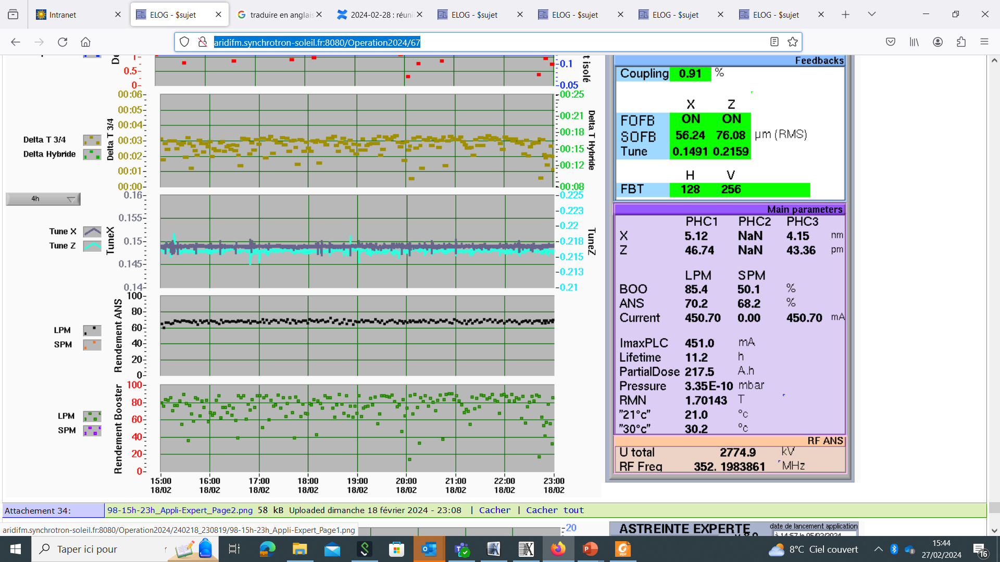 Intranet
ELOG - $sujet
traduire en anglais
2024-02-28 : réuni
ELOG - $sujet
ELOG - $sujet
ELOG - $sujet
ELOG - $sujet
aridifm.synchrotron-soleil.fr:8080/Operation2024/67
1
0.5
0
0.1
0.05
t isolé
Delta T 3/4
Delta Hybride
Delta T 3/4
00:06
00:05
00:04
00:03
00:02
00:01
00:00
00:25
00:21
00:18
00:15
00:12
00:08
Delta T Hybride
4h
Tune X
Tune Z
TuneX
0.16
0.155
0.15
0.145
0.14
0.225
0.223
0.22
0.218
0.215
0.213
0.21
TuneZ
LPM
SPM
Rendement ANS
100
80
60
40
20
0
LPM
SPM
Rendement Booster
100
80
60
40
20
0
15:00 16:00 17:00 18:00 19:00 20:00 21:00 22:00 23:00
18/02 18/02 18/02 18/02 18/02 18/02 18/02 18/02 18/02
Feedbacks
Coupling 0.91 %
X Z
FOFB ON ON
SOFB 56.24 76.08 µm (RMS)
Tune 0.1491 0.2159
H V
FBT 128 256
Main parameters
PHC1 PHC2 PHC3
X 5.12 NaN 4.15 nm
Z 46.74 NaN 43.36 pm
LPM SPM
BOO 85.4 50.1 %
ANS 70.2 68.2 %
Current 450.70 0.00 450.70 mA
ImaxPLC 451.0 mA
Lifetime 11.2 h
PartialDose 217.5 A.h
Pressure 3.35E-10 mbar
RMN 1.70143 T
"21°c" 21.0 °c
"30°c" 30.2 °c
RF ANS
U total 2774.9 kV
RF Freq 352. 1983861 MHz
Attachement 34: 98-15h-23h_Appli-Expert_Page2.png 58 kB Uploaded dimanche 18 février 2024 - 23:08 | Cacher | Cacher tout
aridifm.synchrotron-soleil.fr:8080/Operation2024/240218_230819/98-15h-23h_Appli-Expert_Page1.png
20
ASTREINTE EXPERTE
date de lancement application
Taper ici pour
8°C Ciel couvert
15:44
27/02/2024
16